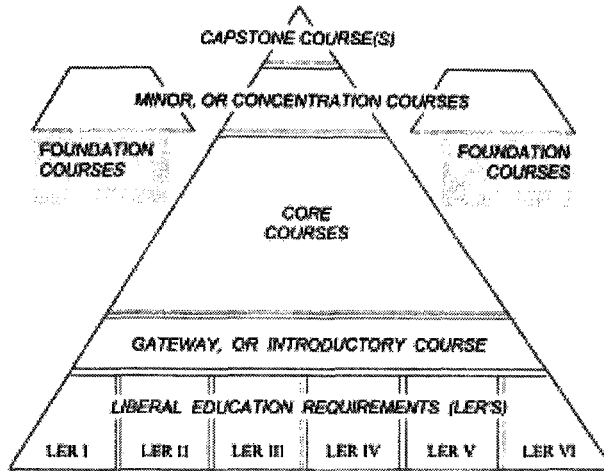 CAPSTONE COURSE(S)
MINOR, OR CONCENTRATION COURSES
FOUNDATION
COURSES
FOUNDATION
COURSES
CORE
COURSES
GATEWAY, OR INTRODUCTORY COURSE
LIBERAL EDUCATION REQUIREMENTS (LER'S)
LER I LER II LER III LER IV LER V LER VI